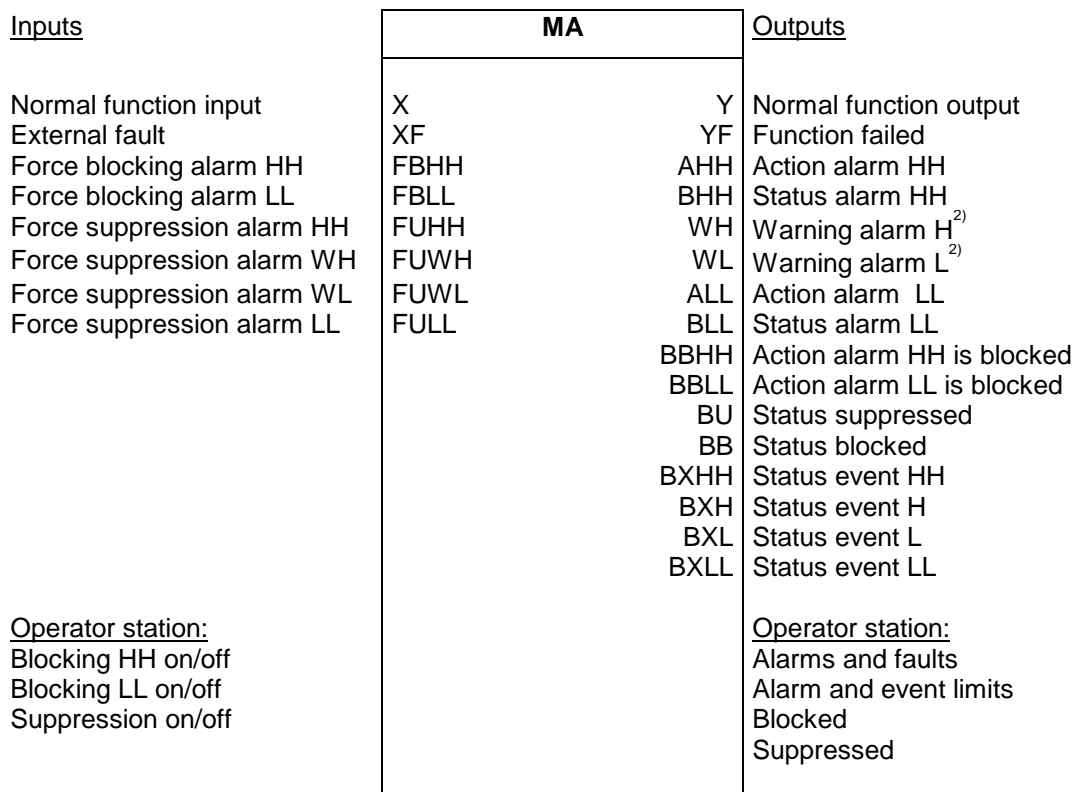 Inputs MA Outputs
Normal function input X Y Normal function output
External fault XF YF Function failed
Force blocking alarm HH FBHH AHH Action alarm HH
Force blocking alarm LL FBLL BHH Status alarm HH
Force suppression alarm HH FUHH WH Warning alarm H2)
Force suppression alarm WH FUWH WL Warning alarm L2)
Force suppression alarm WL FUWL ALL Action alarm LL
Force suppression alarm LL FULL BLL Status alarm LL
BBHH Action alarm HH is blocked
BBLL Action alarm LL is blocked
BU Status suppressed
BB Status blocked
BXHH Status event HH
BXH Status event H
BXL Status event L
BXLL Status event LL
Operator station: Operator station:
Blocking HH on/off Alarms and faults
Blocking LL on/off Alarm and event limits
Suppression on/off Blocked
Suppressed